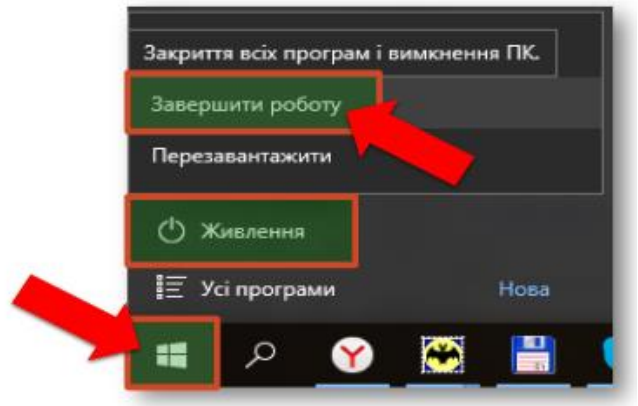 Закриття всіх програм і вимкнення ПК.
Завершити роботу
Перезавантажити
Живлення
Усі програми Нова